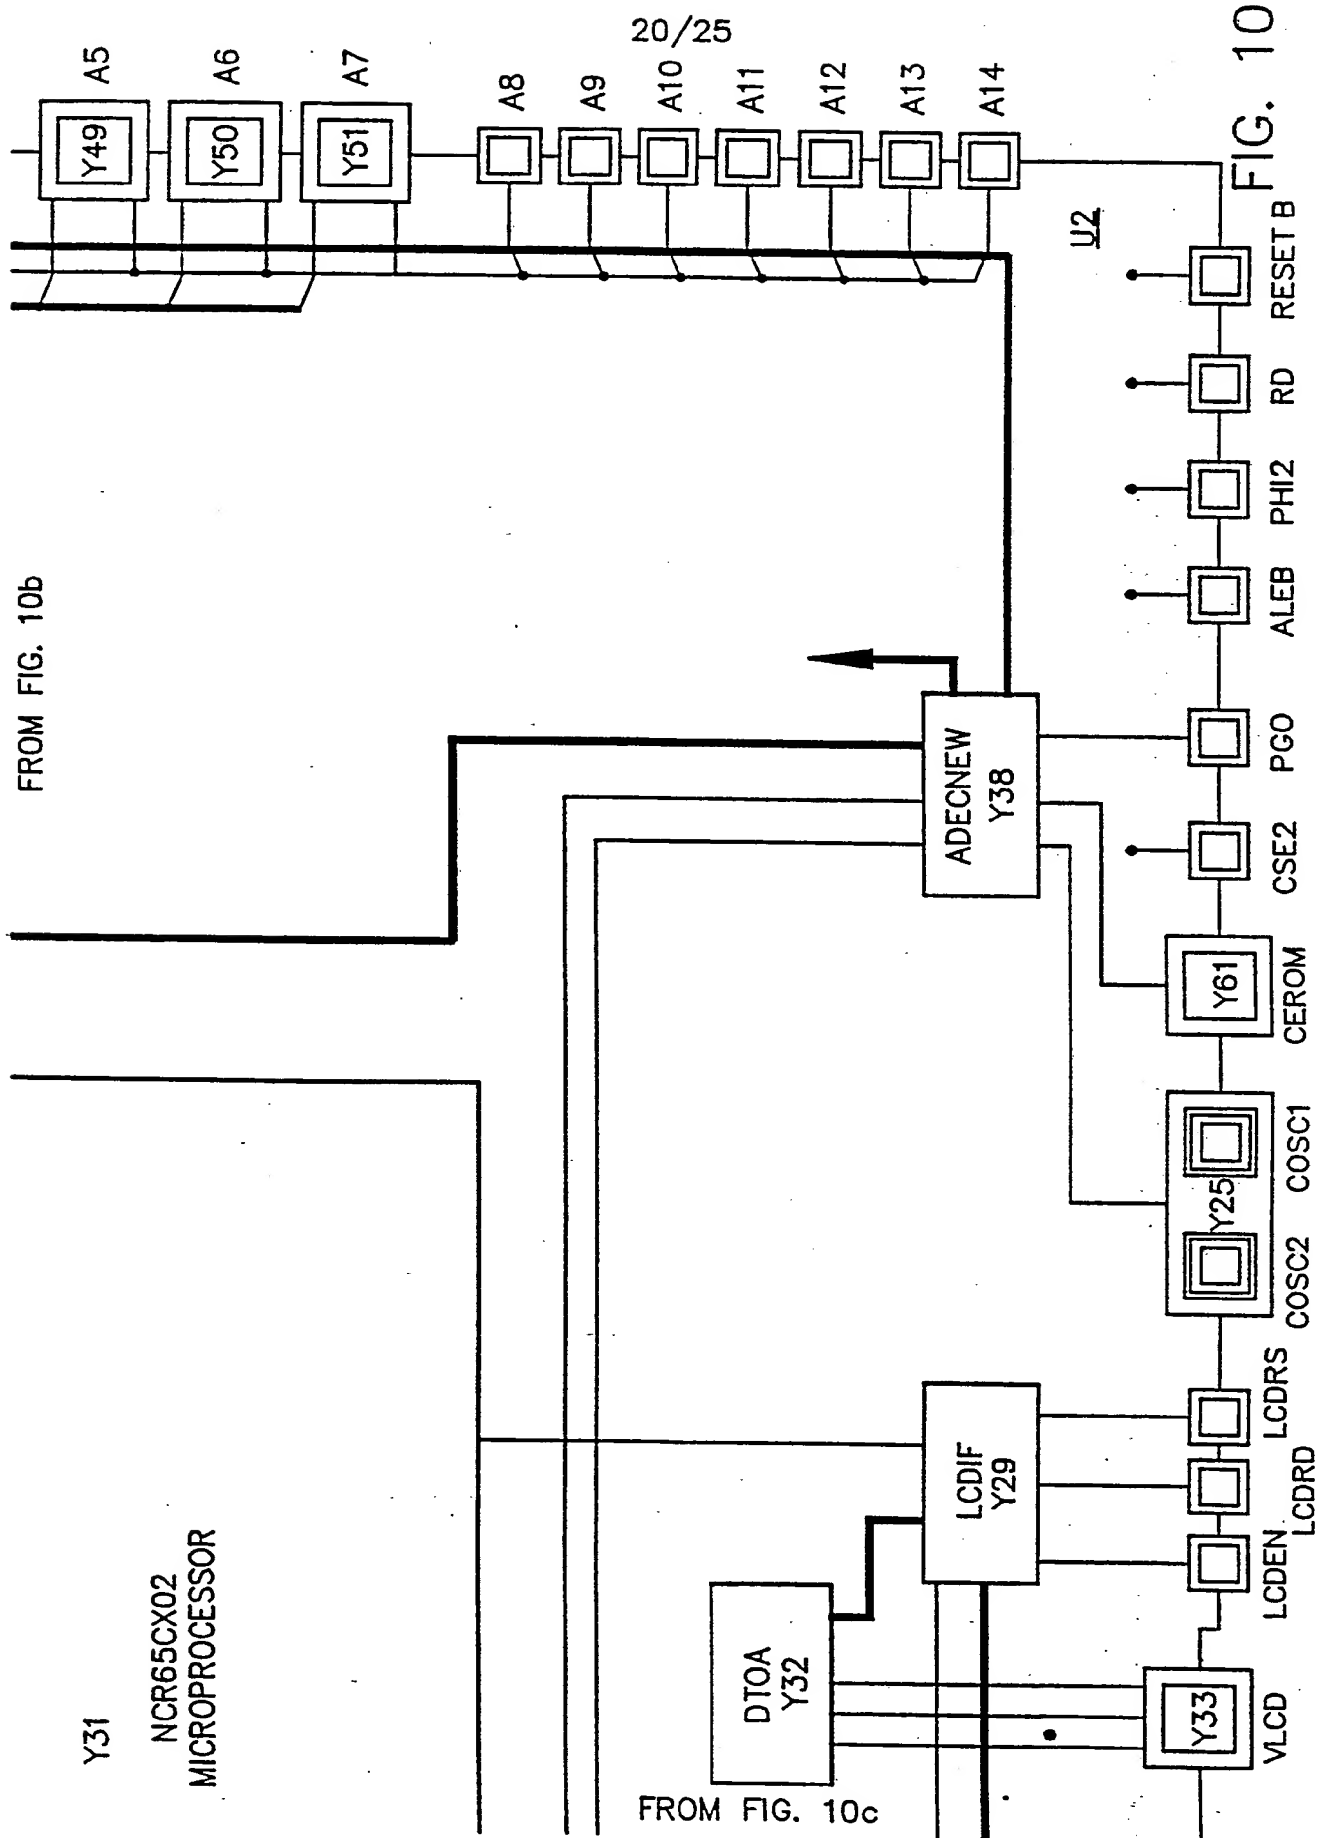 20/25
A5
A6
A7
A8
A9
A10
A11
A12
A13
A14
Y49
Y50
Y51
U2
FIG. 10
FROM FIG. 10b
RESET B
RD
PHI2
ALEB
PGO
CSE2
CEROM
COSC1
COSC2
LCDRS
LCDRD
LCDEN
VLCD
ADECNEW
Y38
Y61
Y25
LCDIF
Y29
DTOA
Y32
Y33
Y31
NCR65CX02
MICROPROCESSOR
FROM FIG. 10c